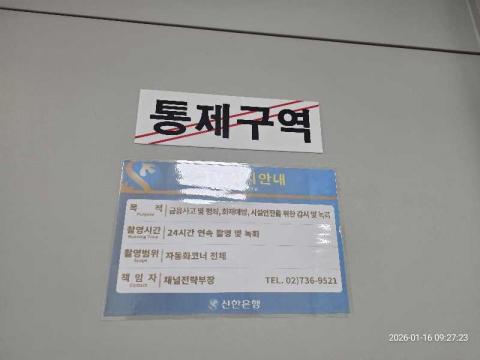 통제구역
안내
목 적 금융사고 및 범죄, 화재예방, 시설안전을 위한 감시 및 녹화
Purpose
촬영시간 24시간 연속 촬영 및 녹화
Running Time
촬영범위 자동화코너 전체
Scope
책 임 자 채널전략부장 TEL. 02)736-9521
Contact
신한은행
2026-01-16 09:27:23